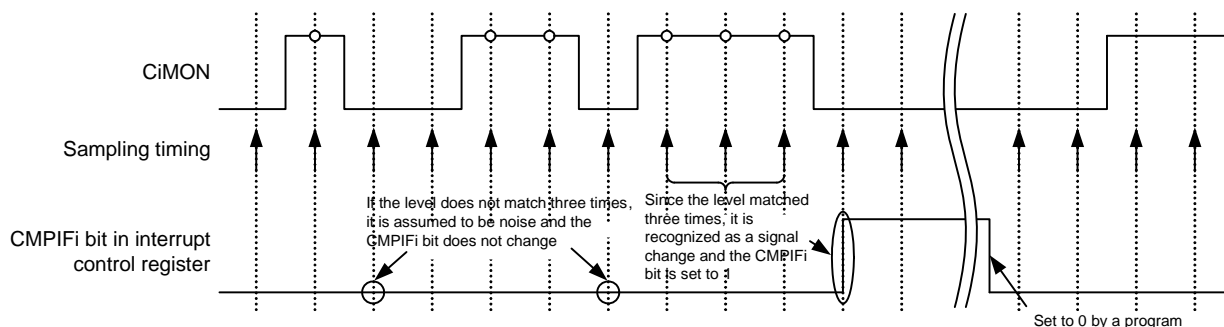 CiMON
Sampling timing
If the level does not match three times,
it is assumed to be noise and the
CMPIFi bit does not change
Since the level matched
three times, it is
recognized as a signal
change and the CMPIFi
bit is set to 1
CMPIFi bit in interrupt
control register
Set to 0 by a program